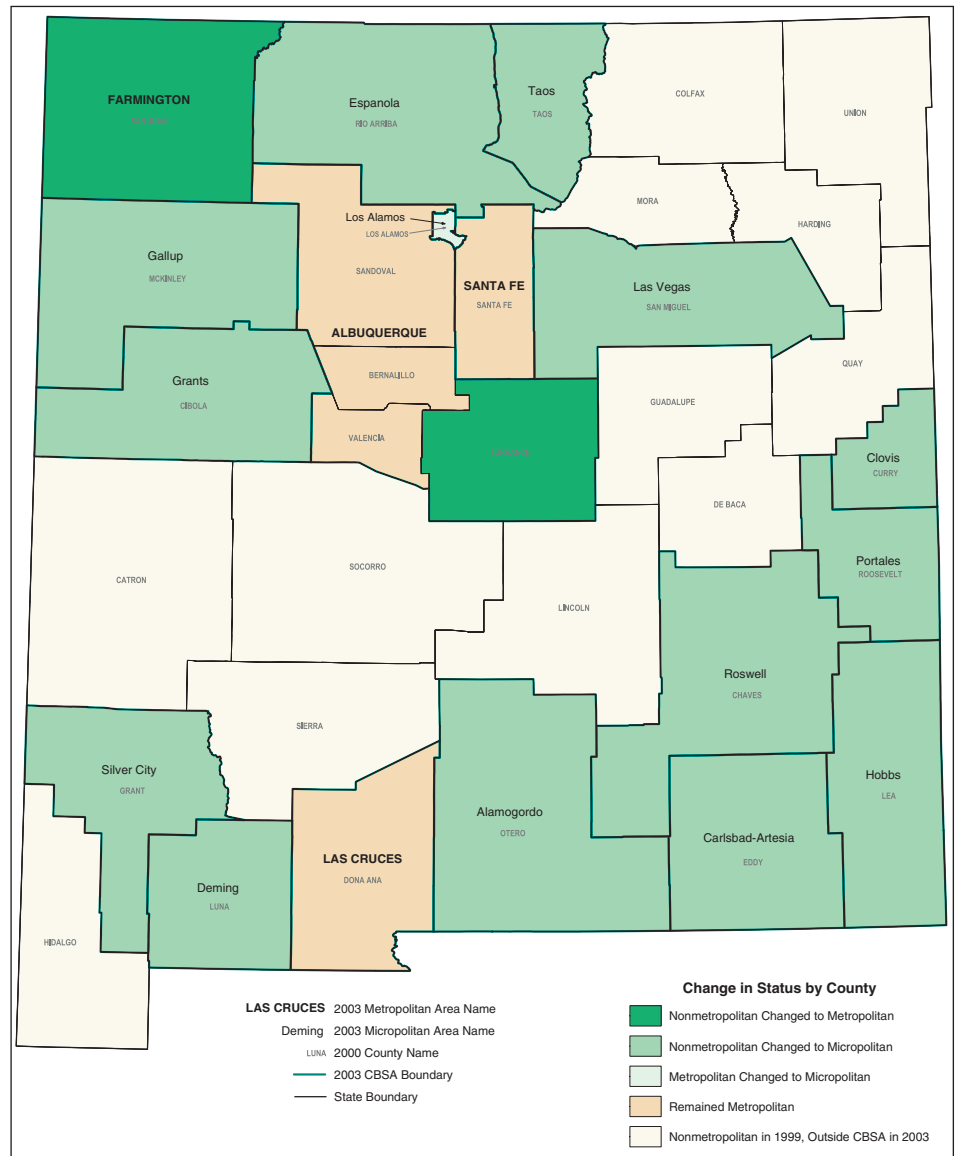 FARMINGTON
SAN JUAN
Espanola
RIO ARRIBA
Taos
TAOS
COLFAX
UNION
MORA
HARDING
Los Alamos
LOS ALAMOS
Gallup
MCKINLEY
SANDOVAL
SANTA FE
SANTA FE
Las Vegas
SAN MIGUEL
ALBUQUERQUE
BERNALILLO
QUAY
Grants
CIBOLA
GUADALUPE
VALENCIA
TORRANCE
Clovis
CURRY
DE BACA
Portales
ROOSEVELT
CATRON
SOCORRO
LINCOLN
Roswell
CHAVES
SIERRA
Silver City
GRANT
Hobbs
LEA
Alamogordo
OTERO
Carlsbad-Artesia
EDDY
LAS CRUCES
DONA ANA
Deming
LUNA
HIDALGO
LAS CRUCES 2003 Metropolitan Area Name
Deming 2003 Micropolitan Area Name
LUNA 2000 County Name
2003 CBSA Boundary
State Boundary
Change in Status by County
Nonmetropolitan Changed to Metropolitan
Nonmetropolitan Changed to Micropolitan
Metropolitan Changed to Micropolitan
Remained Metropolitan
Nonmetropolitan in 1999, Outside CBSA in 2003